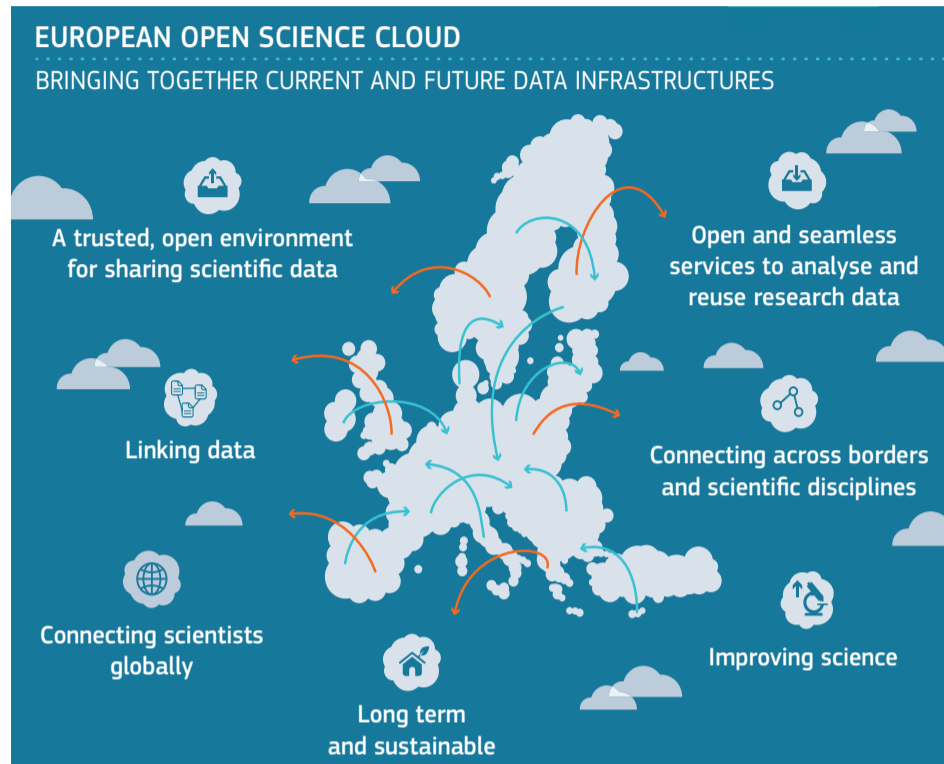 EUROPEAN OPEN SCIENCE CLOUD
BRINGING TOGETHER CURRENT AND FUTURE DATA INFRASTRUCTURES
A trusted, open environment
for sharing scientific data
Open and seamless
services to analyse and
reuse research data
Linking data
Connecting across borders
and scientific disciplines
Connecting scientists
globally
Improving science
Long term
and sustainable